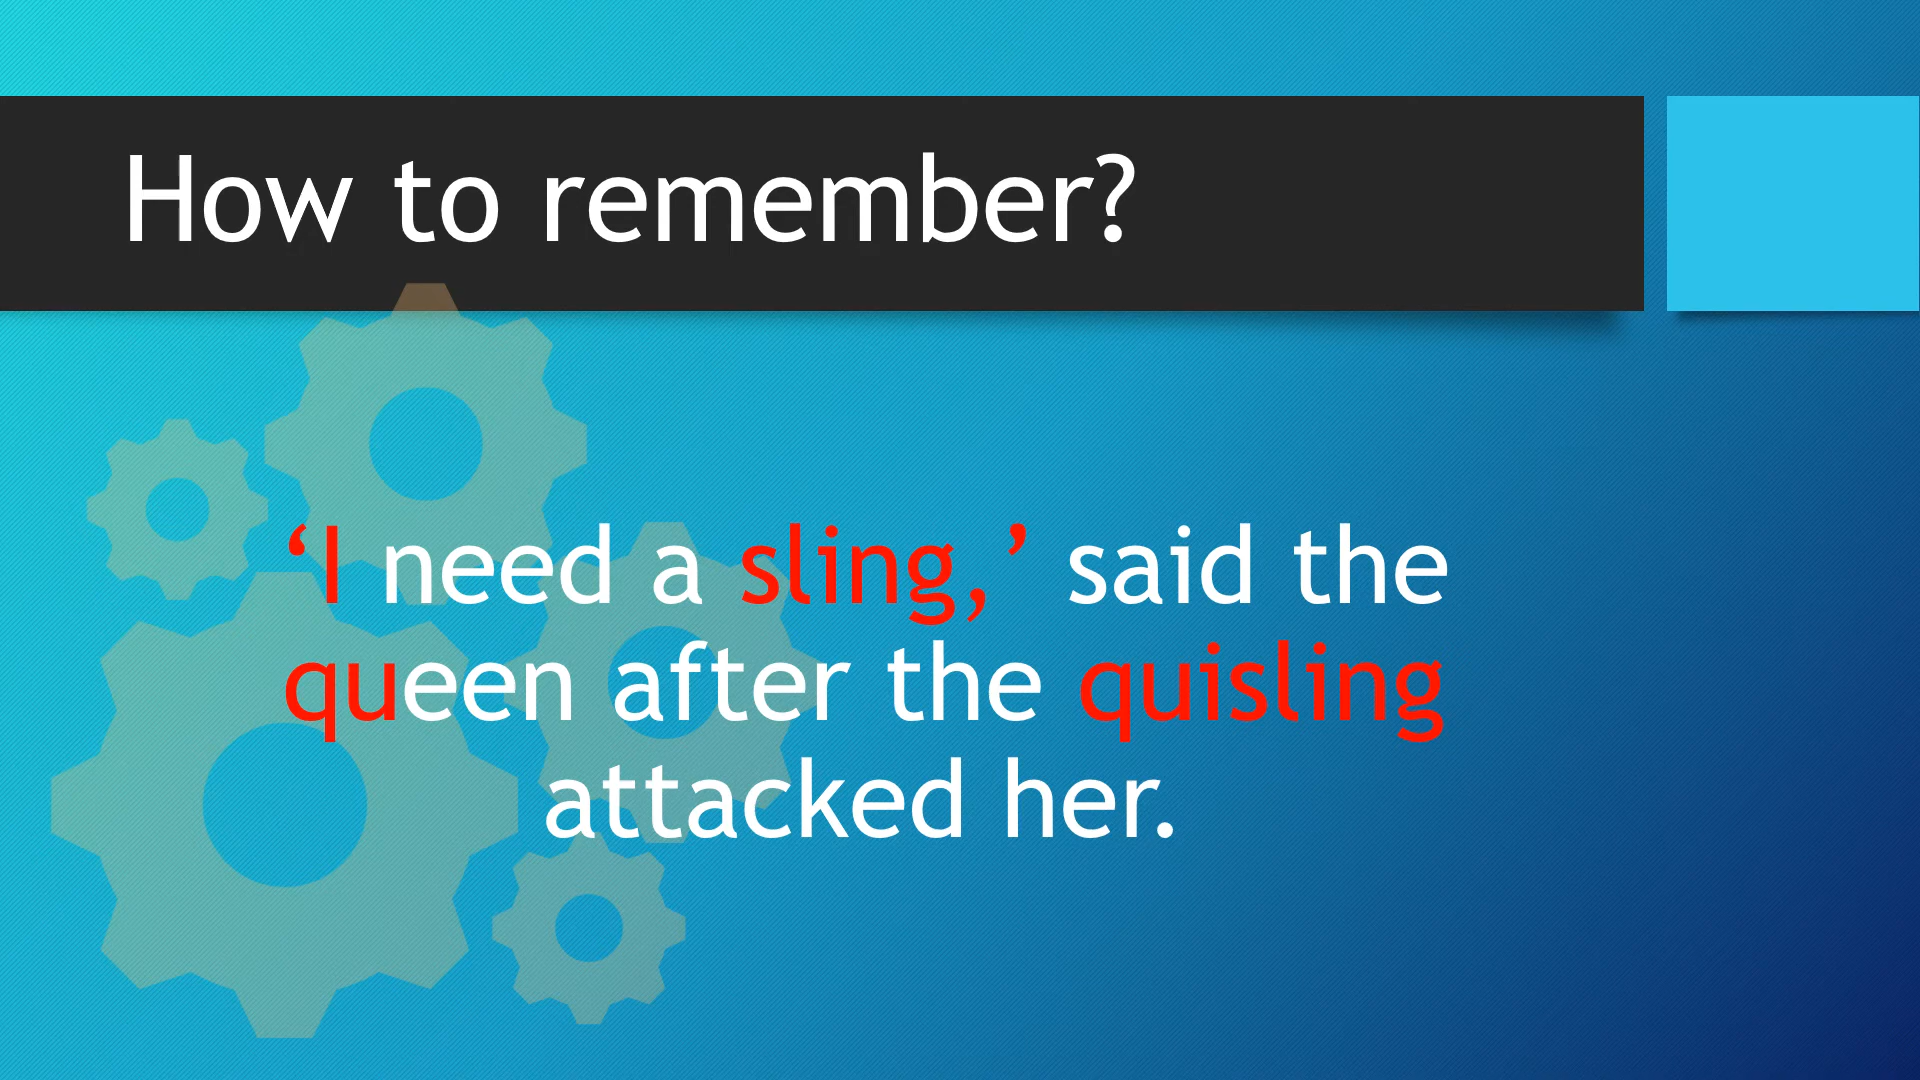 How to remember?
‘I need a sling,’ said the
queen after the quisling
attacked her.